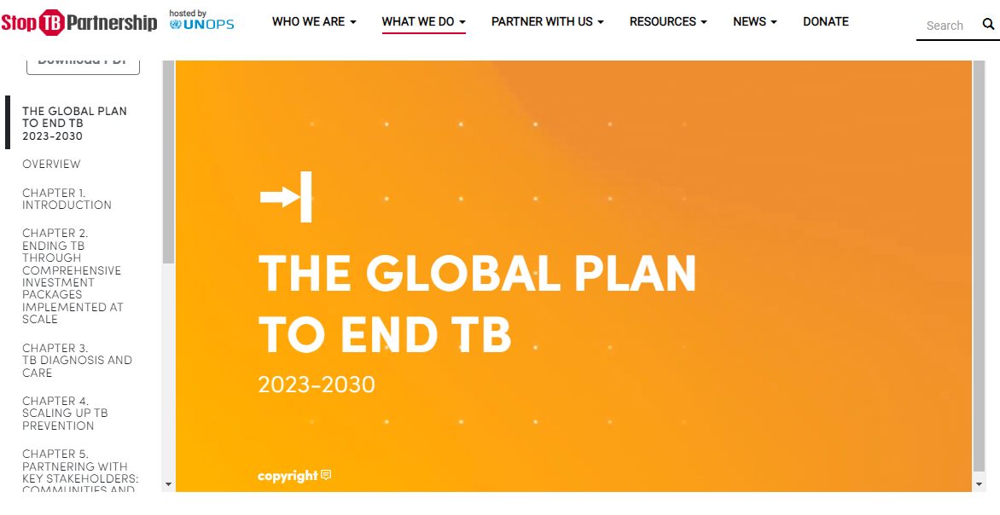 Stop TB Partnership
hosted by
UNOPS
WHO WE ARE
WHAT WE DO
PARTNER WITH US
RESOURCES
NEWS
DONATE
Search
Download PDF
THE GLOBAL PLAN
TO END TB
2023-2030
OVERVIEW
CHAPTER 1.
INTRODUCTION
CHAPTER 2.
ENDING TB
THROUGH
COMPREHENSIVE
INVESTMENT
PACKAGES
IMPLEMENTED AT
SCALE
CHAPTER 3.
TB DIAGNOSIS AND
CARE
CHAPTER 4.
SCALING UP TB
PREVENTION
CHAPTER 5.
PARTNERING WITH
KEY STAKEHOLDERS:
COMMUNITIES AND
THE GLOBAL PLAN
TO END TB
2023-2030
copyright